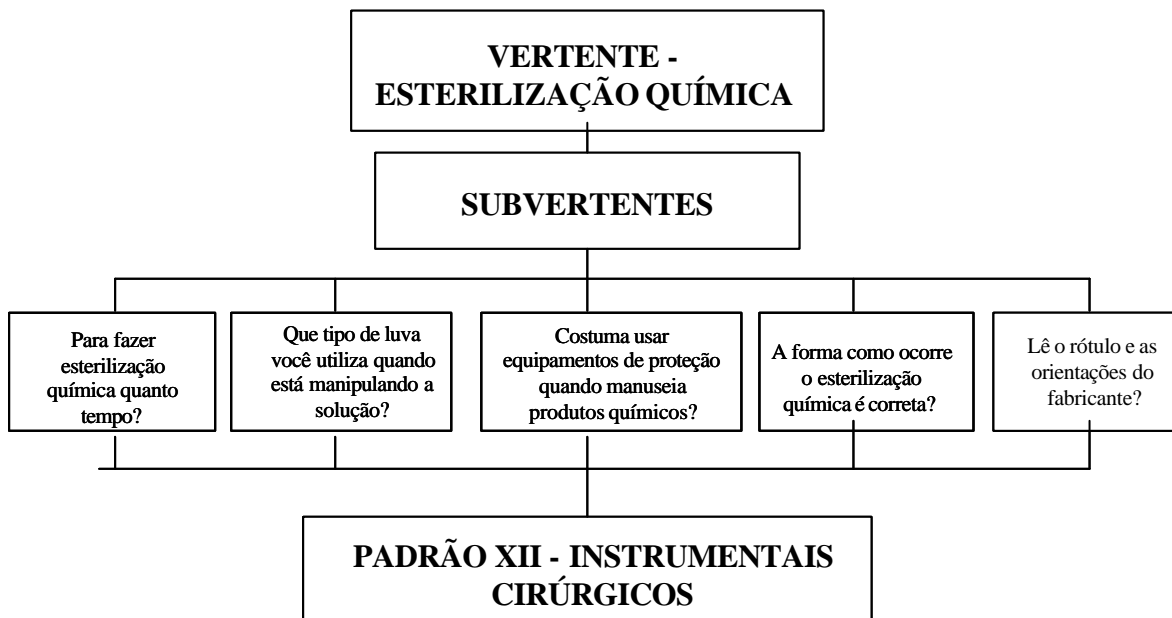 VERTENTE -
ESTERILIZAÇÃO QUÍMICA
SUBVERTENTES
Para fazer
esterilização
química quanto
tempo?
Que tipo de luva
você utiliza quando
está manipulando a
solução?
Costuma usar
equipamentos de proteção
quando manuseia
produtos químicos?
A forma como ocorre
o esterilização
química é correta?
Lê o rótulo e as
orientações do
fabricante?
PADRÃO XII - INSTRUMENTAIS
CIRÚRGICOS